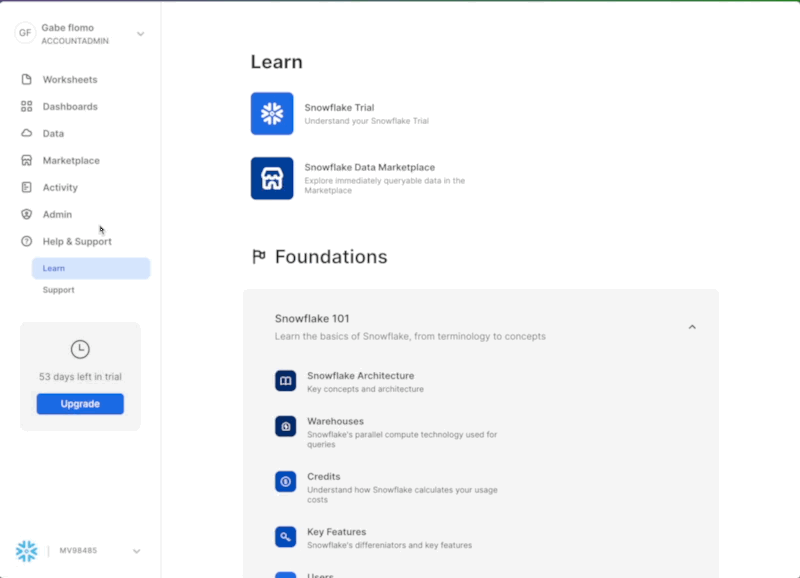 GF
Gabe flomo
ACCOUNTADMIN
Worksheets
Dashboards
Data
Marketplace
Activity
Admin
Help & Support
Learn
Support
53 days left in trial
Upgrade
MV98485
Learn
Snowflake Trial
Understand your Snowflake Trial
Snowflake Data Marketplace
Explore immediately queryable data in the
Marketplace
Foundations
Snowflake 101
Learn the basics of Snowflake, from terminology to concepts
Snowflake Architecture
Key concepts and architecture
Warehouses
Snowflake's parallel compute technology used for
queries
Credits
Understand how Snowflake calculates your usage
costs
Key Features
Snowflake's differeniators and key features
Users